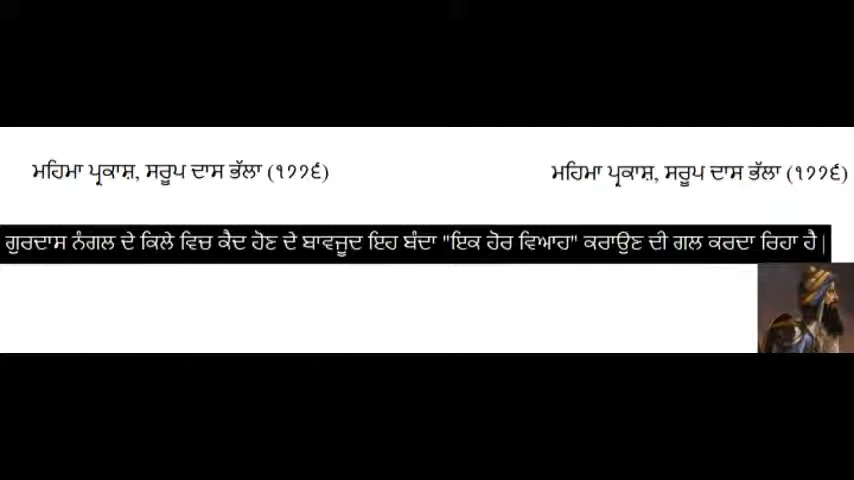 ਮਹਿਮਾ ਪ੍ਰਕਾਸ਼, ਸਰੂਪ ਦਾਸ ਭੱਲਾ (੧੭੭੬)
ਮਹਿਮਾ ਪ੍ਰਕਾਸ਼, ਸਰੂਪ ਦਾਸ ਭੱਲਾ (੧੭੭੬)
ਗੁਰਦਾਸ ਨੰਗਲ ਦੇ ਕਿਲੇ ਵਿਚ ਕੈਦ ਹੋਣ ਦੇ ਬਾਵਜੂਦ ਇਹ ਬੰਦਾ "ਇਕ ਹੋਰ ਵਿਆਹ" ਕਰਾਉਣ ਦੀ ਗਲ ਕਰਦਾ ਰਿਹਾ ਹੈ |